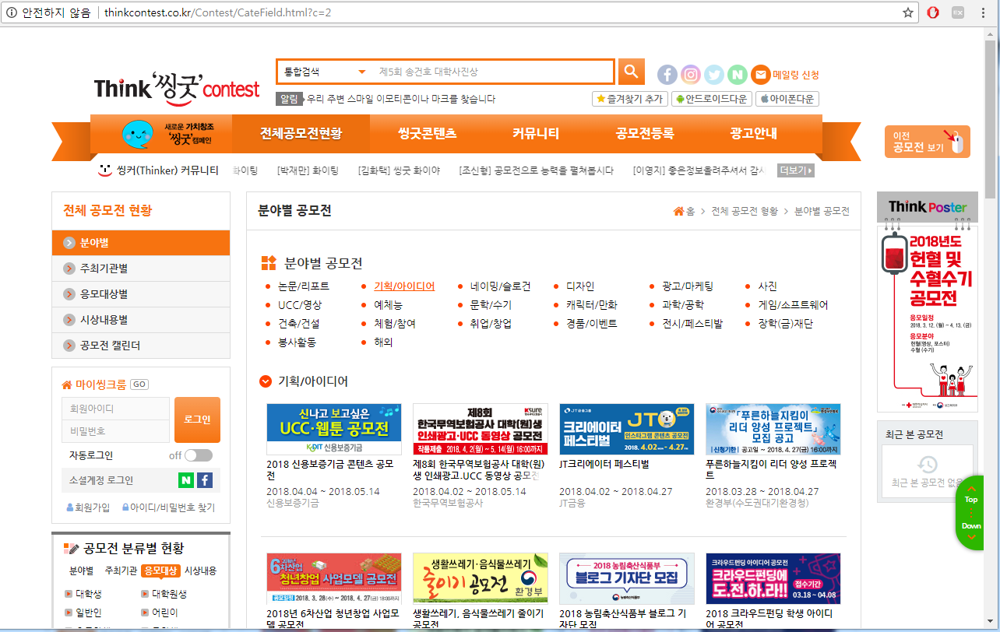 안전하지 않음 thinkcontest.co.kr/Contest/CateField.html?c=2
Think '씽굿' contest
통합검색 제5회 송건호 대학사진상
메일링 신청
알림 우리 주변 스마일 이모티콘이나 마크를 찾습니다
즐겨찾기 추가 안드로이드다운 아이폰다운
새로운 가치창조
'씽굿'캠페인
전체공모전현황 씽굿콘텐츠 커뮤니티 공모전등록 광고안내
이전
공모전 보기
씽커(Thinker) 커뮤니티 화이팅 [박재만] 화이팅 [김화택] 씽굿 화이야 [조신형] 공모전으로 능력을 펼쳐봅시다 [이명지] 좋은정보올려주셔서 감사 더보기
전체 공모전 현황
분야별
주최기관별
응모대상별
시상내용별
공모전 캘린더
마이씽크룸 GO
회원아이디
비밀번호
로그인
자동로그인 off
소셜계정 로그인 N f
회원가입 아이디/비밀번호 찾기
공모전 분류별 현황
분야별 주최기관 응모대상 시상내용
대학생 대학원생
일반인 어린이
분야별 공모전
홈 > 전체 공모전 현황 > 분야별 공모전
분야별 공모전
논문/리포트 기획/아이디어 네이밍/슬로건 디자인 광고/마케팅 사진
UCC/영상 예체능 문학/수기 캐릭터/만화 과학/공학 게임/소프트웨어
건축/건설 체험/참여 취업/창업 경품/이벤트 전시/페스티발 장학(금)재단
봉사활동 해외
기획/아이디어
신나고 보고싶은
UCC·웹툰 공모전
KODIT 신용보증기금
2018 신용보증기금 콘텐츠 공모
전
2018.04.04 ~ 2018.05.14
신용보증기금
제8회 Ksure
한국무역보험공사 대학(원)생
인쇄광고·UCC 동영상 공모전
작품제출 2018. 4. 2(월) ~ 5. 14(월) 16:00까지
제8회 한국무역보험공사 대학(원)
생 인쇄광고.UCC 동영상 공모전
2018.04.02 ~ 2018.05.14
한국무역보험공사
JT금융그룹
크리에이터
페스티벌
JT
인스타그램 콘텐츠 공모전
2018. 4.02(월) ~ 4.27(금)
JT크리에이터 페스티벌
2018.04.02 ~ 2018.04.27
JT금융
「푸른하늘지킴이
리더 양성 프로젝트」
모집 공고
신청기한 공고일 ~ 2018. 4. 27(금) 16:00까지
푸른하늘지킴이 리더 양성 프로젝
트
2018.03.28 ~ 2018.04.27
환경부(수도권대기환경청)
2018년
6차산업
청년창업 사업모델 공모전
공모일정 2018. 3. 28(수) ~ 2018. 4. 27(금) 18:00까지
2018년 6차산업 청년창업 사업모
델 공모전
생활쓰레기·음식물쓰레기
줄이기 공모전 환경부
생활쓰레기, 음식물쓰레기 줄이기
공모전
2018 농림축산식품부
블로그 기자단 모집
농림축산식품부
2018 농림축산식품부 블로그 기
자단 모집
크라우드펀딩 아이디어 공모전
크라우드펀딩에
도.전.하.라!!
접수기간
03.18 ~ 04.08
2018 크라우드펀딩 학생 아이디
어 공모전
Think Poster
2018년도
헌혈 및
수혈수기
공모전
응모일정
2018. 3. 12. (월) ~ 4. 13. (금)
응모분야
헌혈(영상, 포스터)
수혈 (수기)
보건복지부
최근 본 공모전
최근 본 공모전 없음
Top
Down